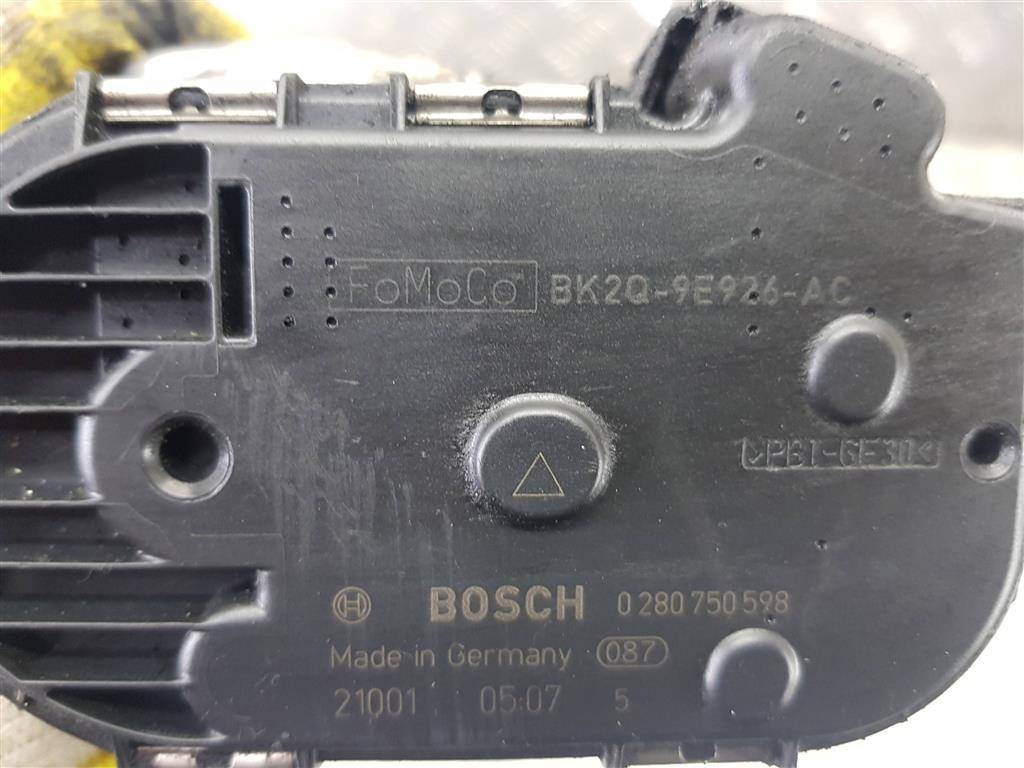 FoMoCo BK2Q-9E926-AC
>PBT-GF30<
BOSCH 0 280 750 598
Made in Germany 087
21001 05:07 5